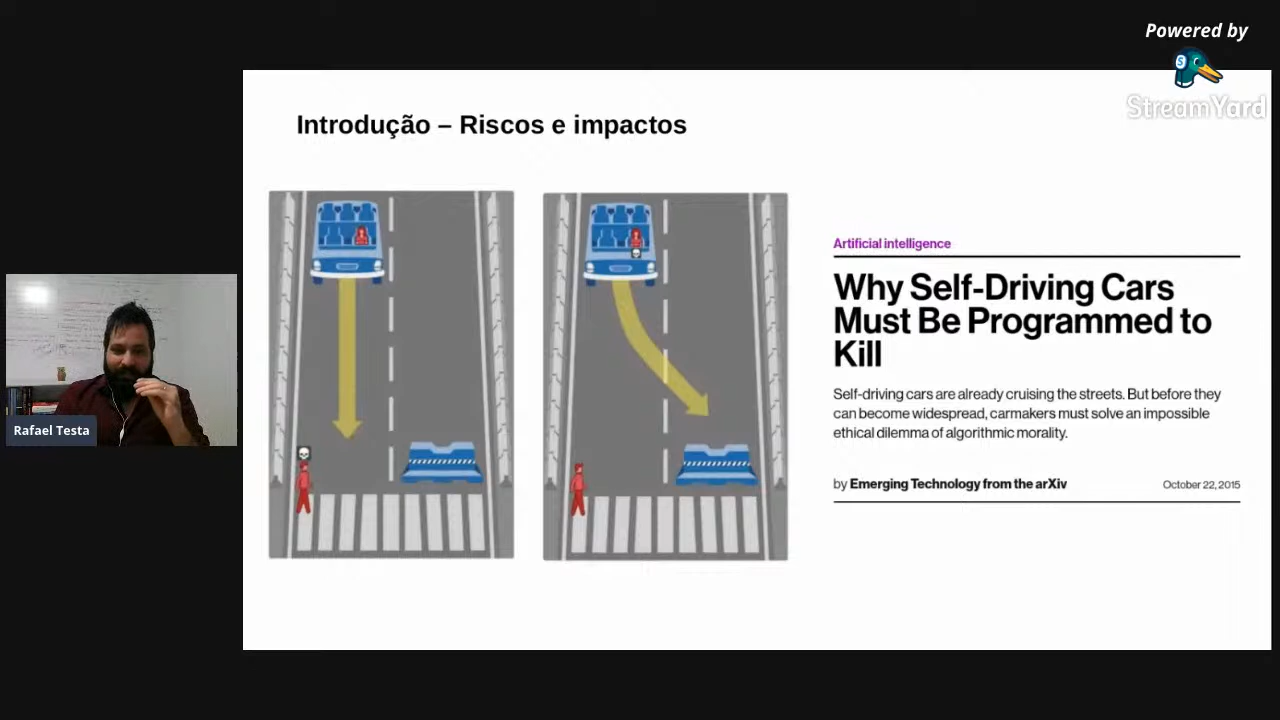 Powered by
StreamYard
Introdução – Riscos e impactos
Artificial intelligence
Why Self-Driving Cars
Must Be Programmed to
Kill
Self-driving cars are already cruising the streets. But before they
can become widespread, carmakers must solve an impossible
ethical dilemma of algorithmic morality.
by Emerging Technology from the arXiv
October 22, 2015
Rafael Testa